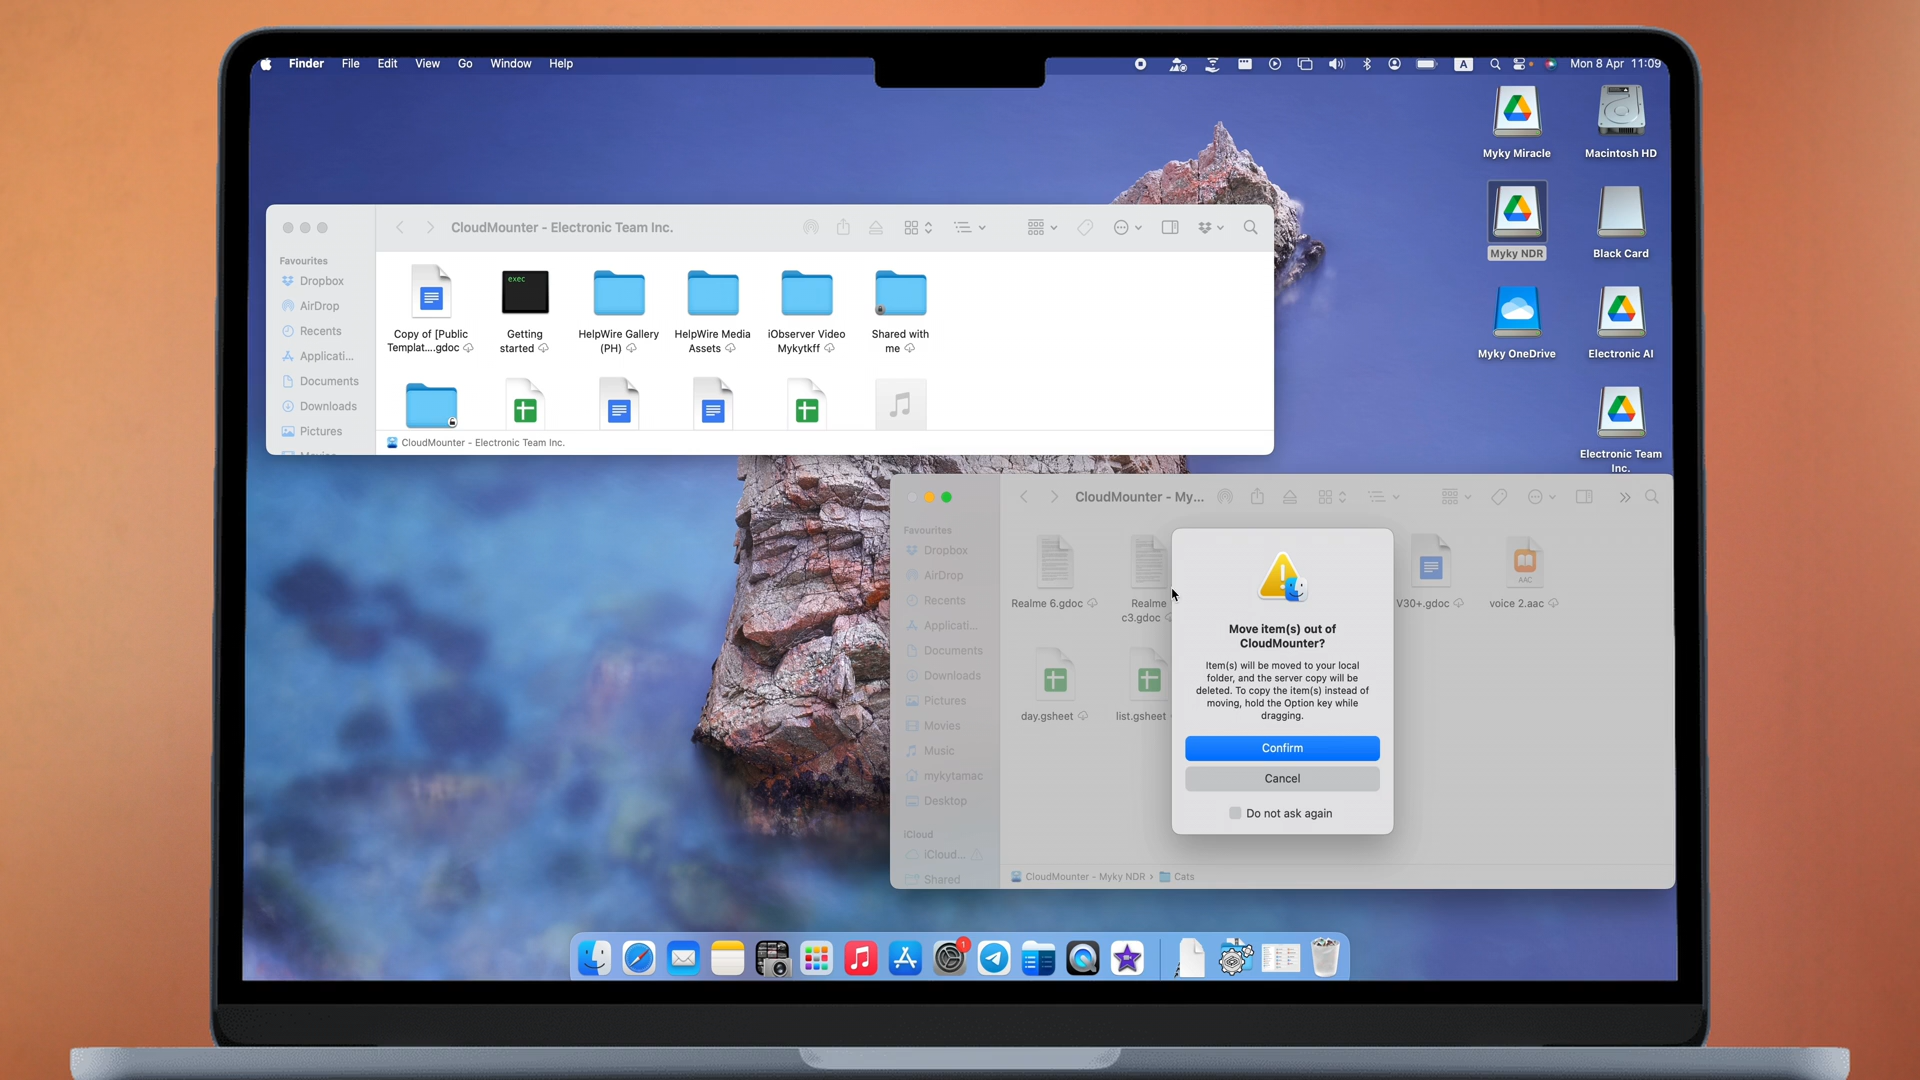 Finder File Edit View Go Window Help
A Mon 8 Apr 11:09
Myky Miracle
Macintosh HD
Myky NDR
Black Card
Myky OneDrive
Electronic AI
Electronic Team
Inc.
CloudMounter - Electronic Team Inc.
Favourites
Dropbox
AirDrop
Recents
Applicati...
Documents
Downloads
Pictures
exec
Copy of [Public
Templat....gdoc
Getting
started
HelpWire Gallery
(PH)
HelpWire Media
Assets
iObserver Video
Mykytkff
Shared with
me
CloudMounter - Electronic Team Inc.
CloudMounter - My...
Favourites
Dropbox
AirDrop
Recents
Applicati...
Documents
Downloads
Pictures
Movies
Music
mykytamac
Desktop
iCloud
iCloud...
Shared
Realme 6.gdoc
Realme
c3.gdoc
V30+.gdoc
AAC
voice 2.aac
day.gsheet
list.gsheet
Move item(s) out of
CloudMounter?
Item(s) will be moved to your local
folder, and the server copy will be
deleted. To copy the item(s) instead of
moving, hold the Option key while
dragging.
Confirm
Cancel
Do not ask again
CloudMounter - Myky NDR › Cats
1